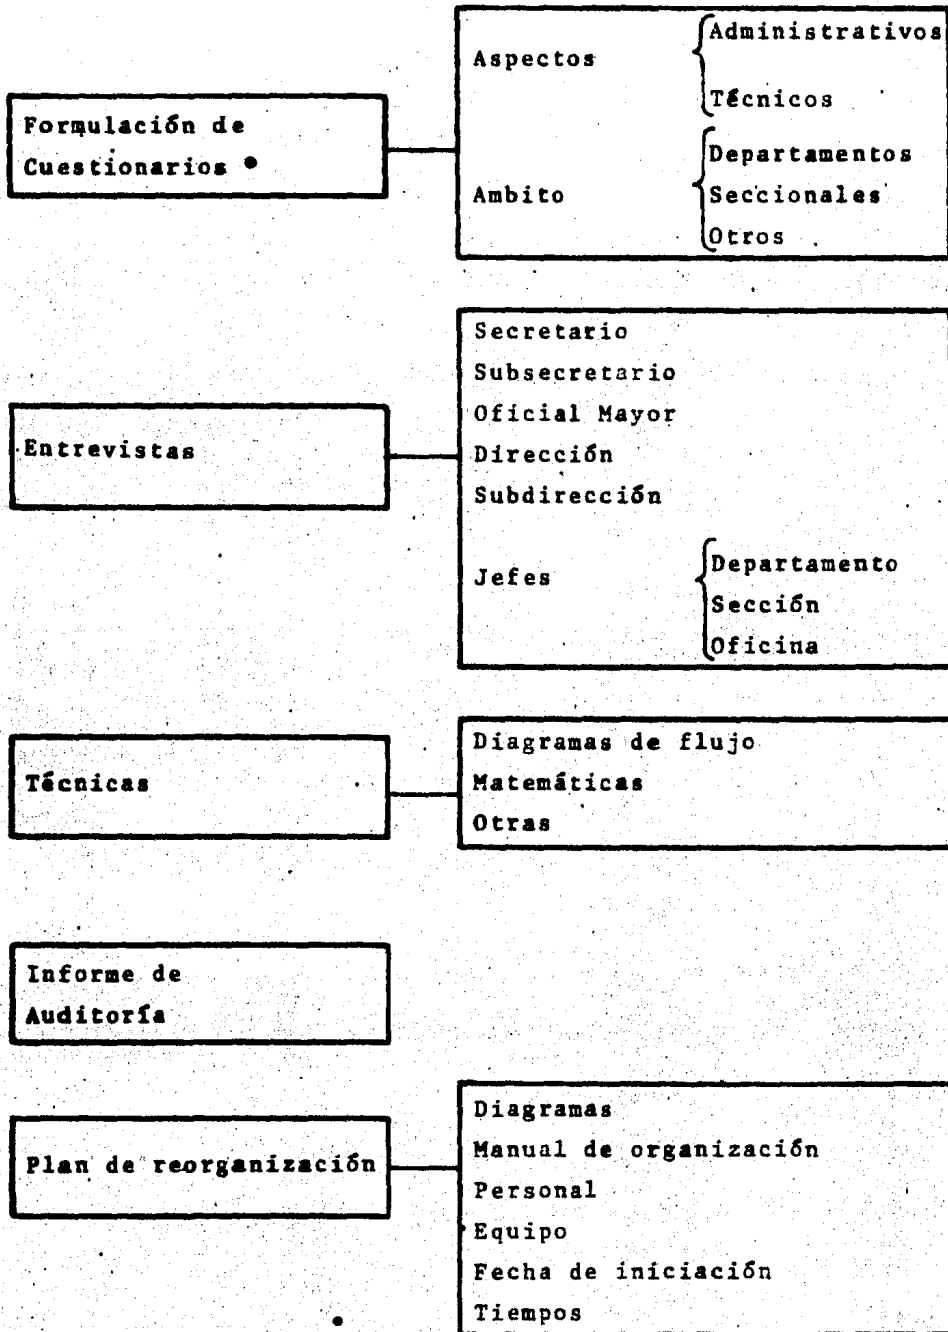 Formulación de
Cuestionarios
Aspectos
Administrativos
Técnicos
Ambito
Departamentos
Seccionales
Otros
Entrevistas
Secretario
Subsecretario
Oficial Mayor
Dirección
Subdirección
Jefes
Departamento
Sección
Oficina
Técnicas
Diagramas de flujo
Matemáticas
Otras
Informe de
Auditoría
Plan de reorganización
Diagramas
Manual de organización
Personal
Equipo
Fecha de iniciación
Tiempos